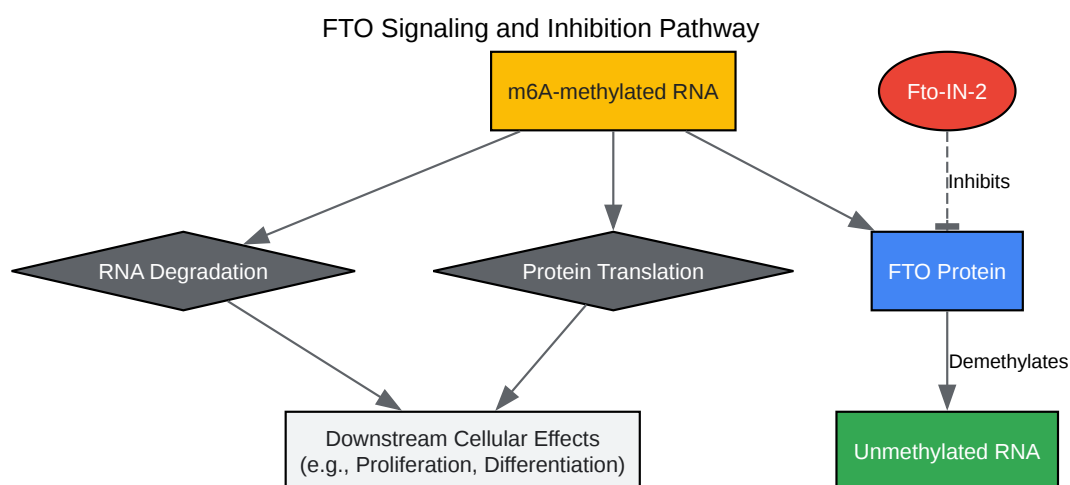 FTO Signaling and Inhibition Pathway
m6A-methylated RNA
Fto-IN-2
Inhibits
RNA Degradation
Protein Translation
FTO Protein
Demethylates
Downstream Cellular Effects
(e.g., Proliferation, Differentiation)
Unmethylated RNA